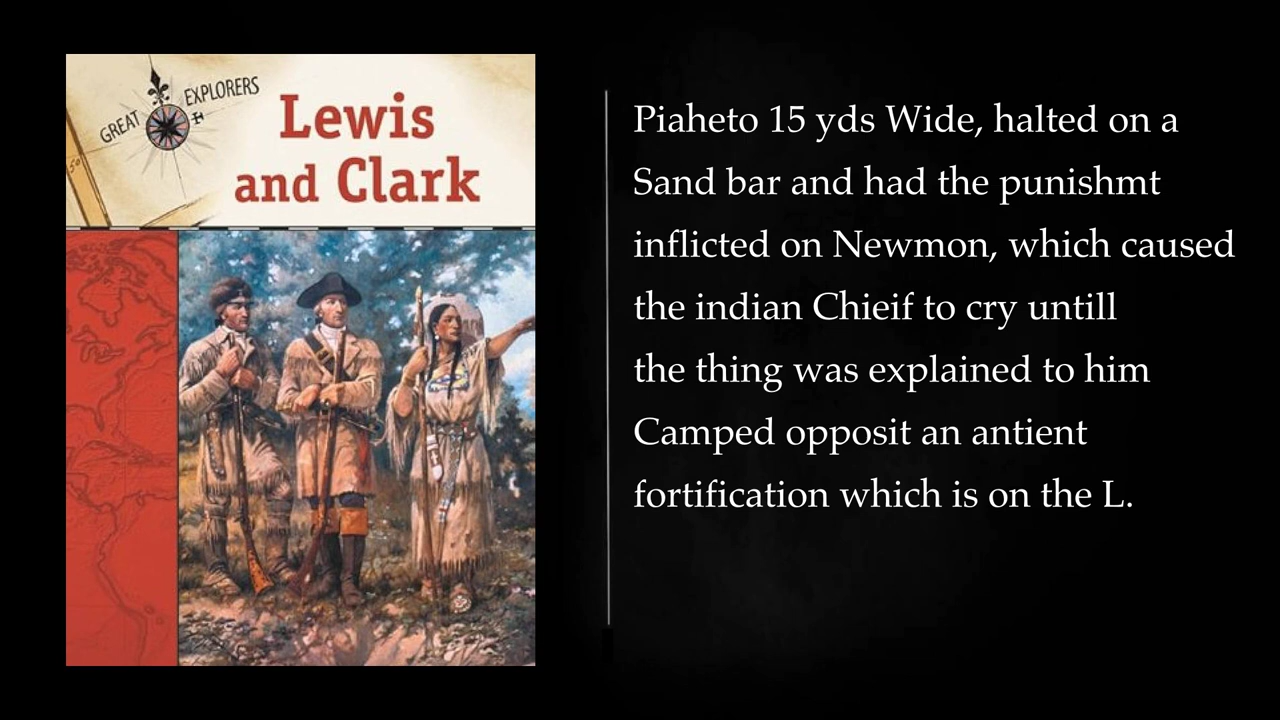 GREAT EXPLORERS
Lewis
and Clark
50
Piaheto 15 yds Wide, halted on a
Sand bar and had the punishmt
inflicted on Newmon, which caused
the indian Chieif to cry untill
the thing was explained to him
Camped opposit an antient
fortification which is on the L.